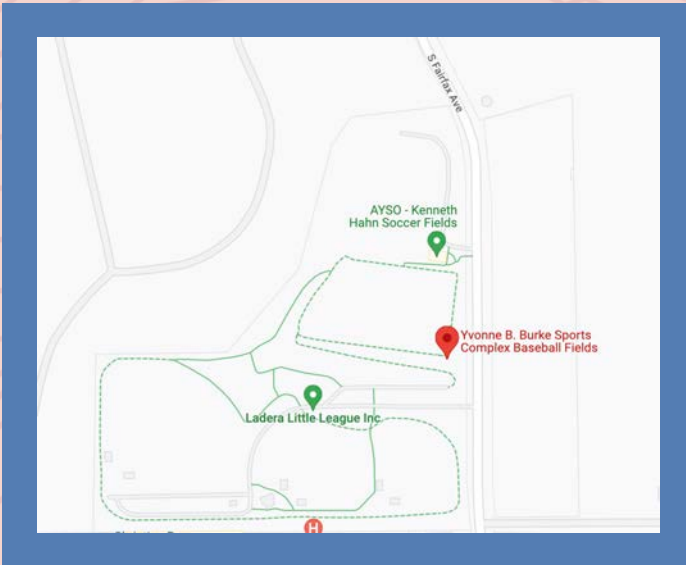 S Fairfax Ave
AYSO - Kenneth
Hahn Soccer Fields
Yvonne B. Burke Sports
Complex Baseball Fields
Ladera Little League Inc
H